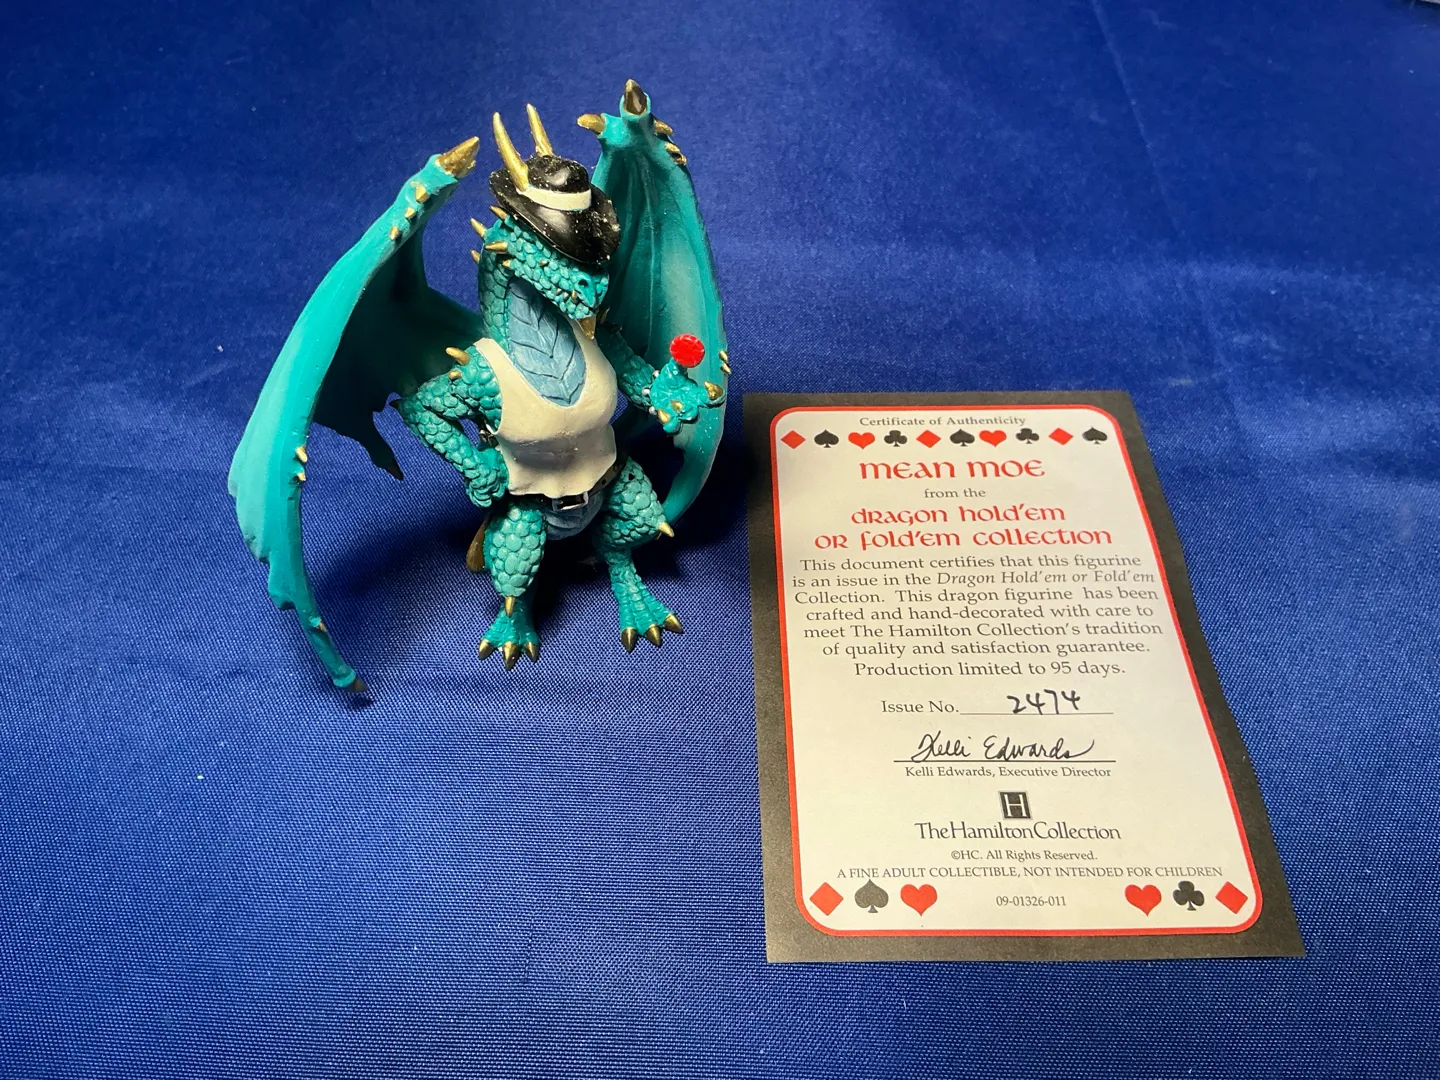 Certificate of Authenticity
MEAN MOE
from the
DRAGON HOLD'EM
OR FOLD'EM COLLECTION
This document certifies that this figurine
is an issue in the Dragon Hold'em or Fold'em
Collection. This dragon figurine has been
crafted and hand-decorated with care to
meet The Hamilton Collection's tradition
of quality and satisfaction guarantee.
Production limited to 95 days.
Issue No. 2474
Kelli Edwards
Kelli Edwards, Executive Director
H
The Hamilton Collection
©HC. All Rights Reserved.
A FINE ADULT COLLECTIBLE, NOT INTENDED FOR CHILDREN
09-01326-011